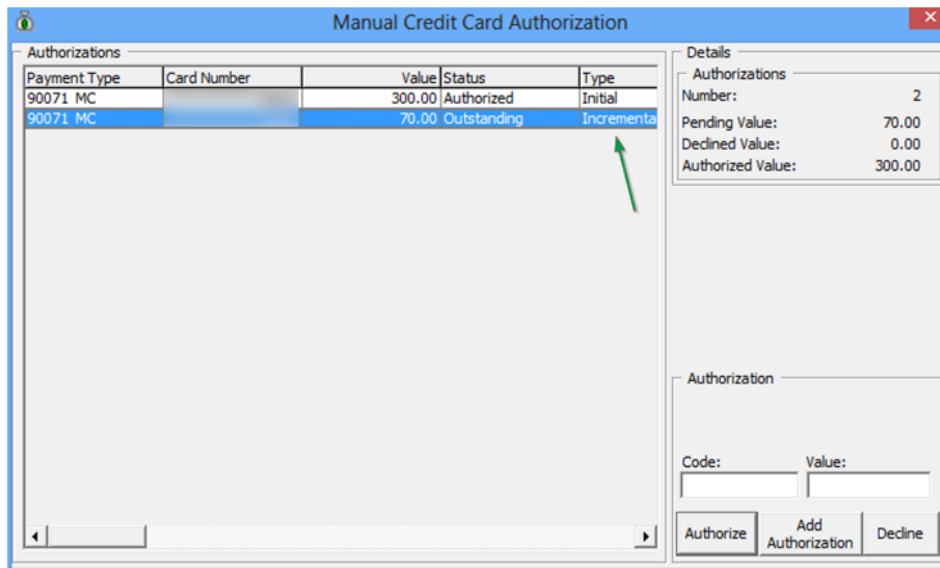 Manual Credit Card Authorization
Authorizations
Payment Type Card Number Value Status Type
90071 MC 300.00 Authorized Initial
90071 MC 70.00 Outstanding Incrementa
Details
Authorizations
Number: 2
Pending Value: 70.00
Declined Value: 0.00
Authorized Value: 300.00
Authorization
Code: Value:
Authorize
Add
Authorization
Decline